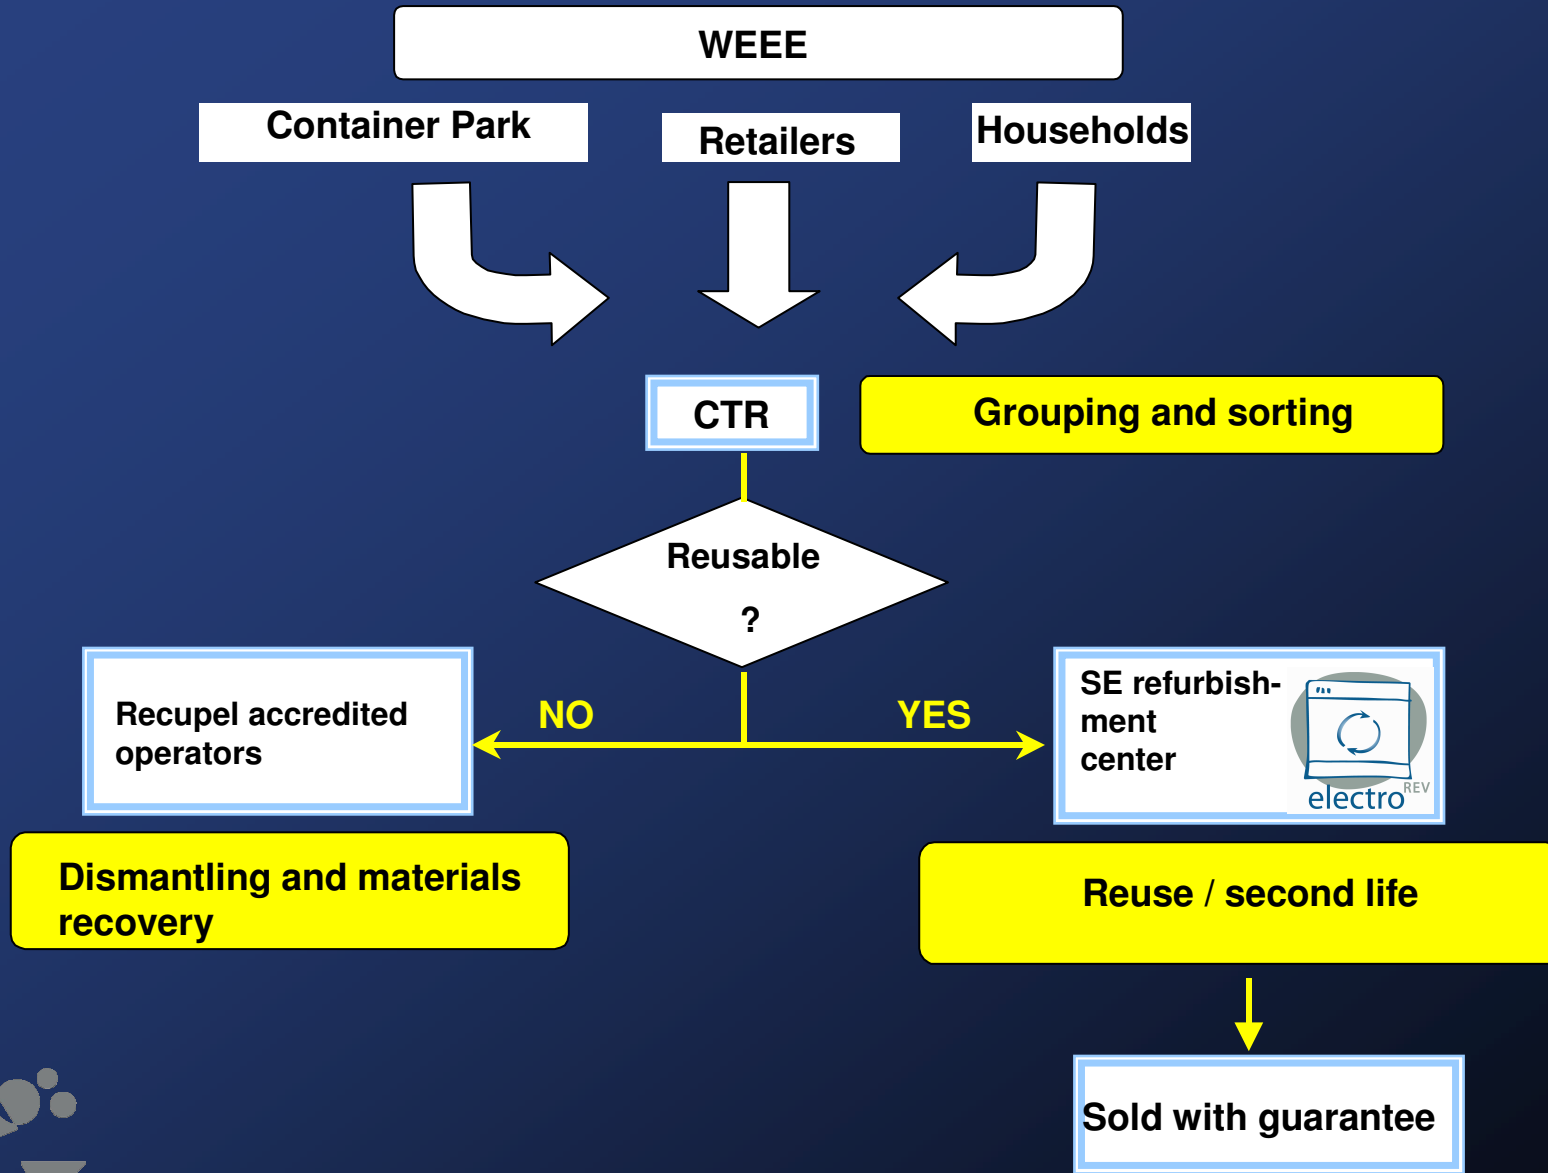 WEEE
Container Park
Retailers
Households
CTR
Grouping and sorting
Reusable
?
Recupel accredited
operators
NO
YES
SE refurbish-
ment
center
electro REV
Dismantling and materials
recovery
Reuse / second life
Sold with guarantee